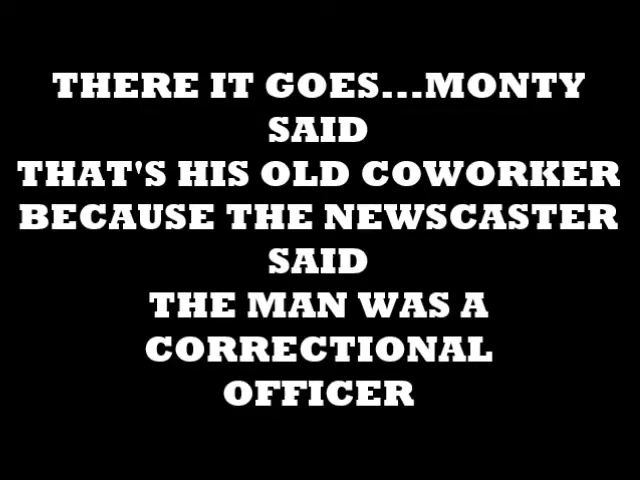 THERE IT GOES...MONTY
SAID
THAT'S HIS OLD COWORKER
BECAUSE THE NEWSCASTER
SAID
THE MAN WAS A
CORRECTIONAL
OFFICER